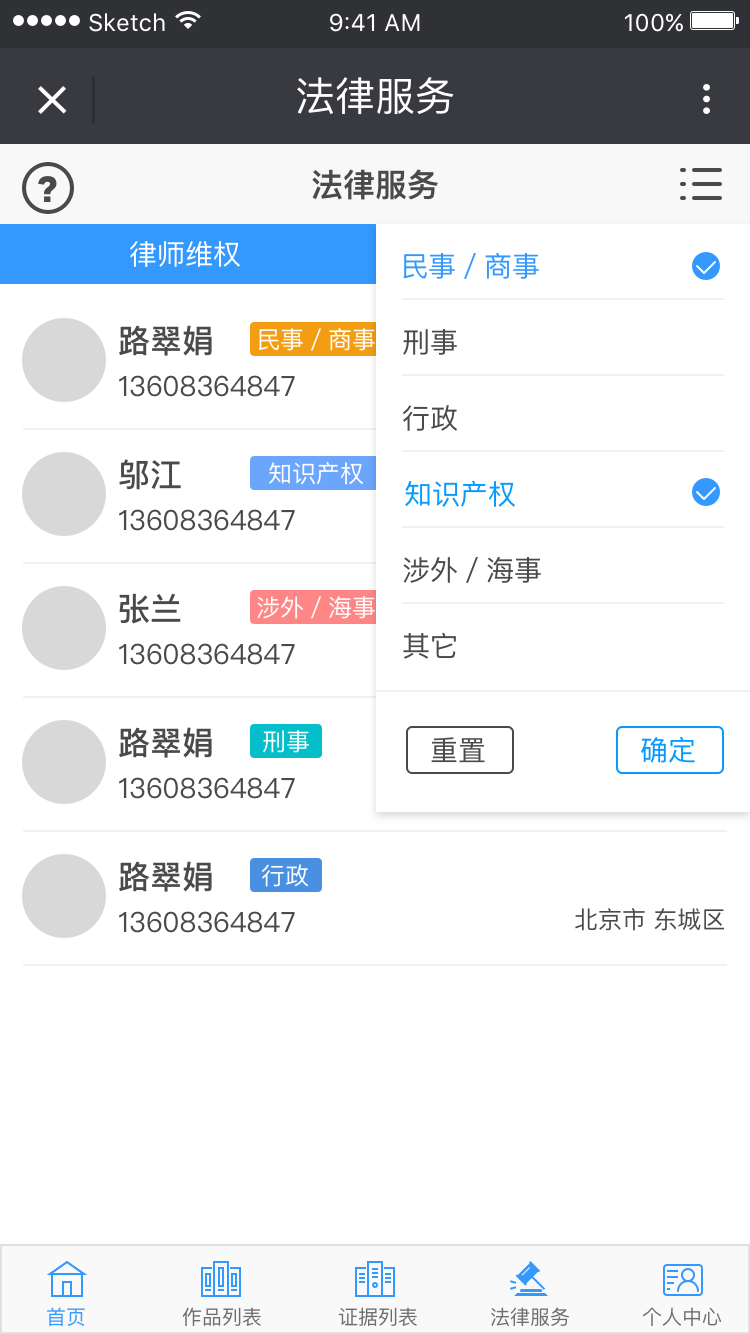 Sketch 9:41 AM 100%
法律服务
? 法律服务
律师维权
民事 / 商事
刑事
行政
知识产权
涉外 / 海事
其它
重置 确定
路翠娟 民事 / 商事
13608364847
邬江 知识产权
13608364847
张兰 涉外 / 海事
13608364847
路翠娟 刑事
13608364847
路翠娟 行政
13608364847 北京市 东城区
首页 作品列表 证据列表 法律服务 个人中心